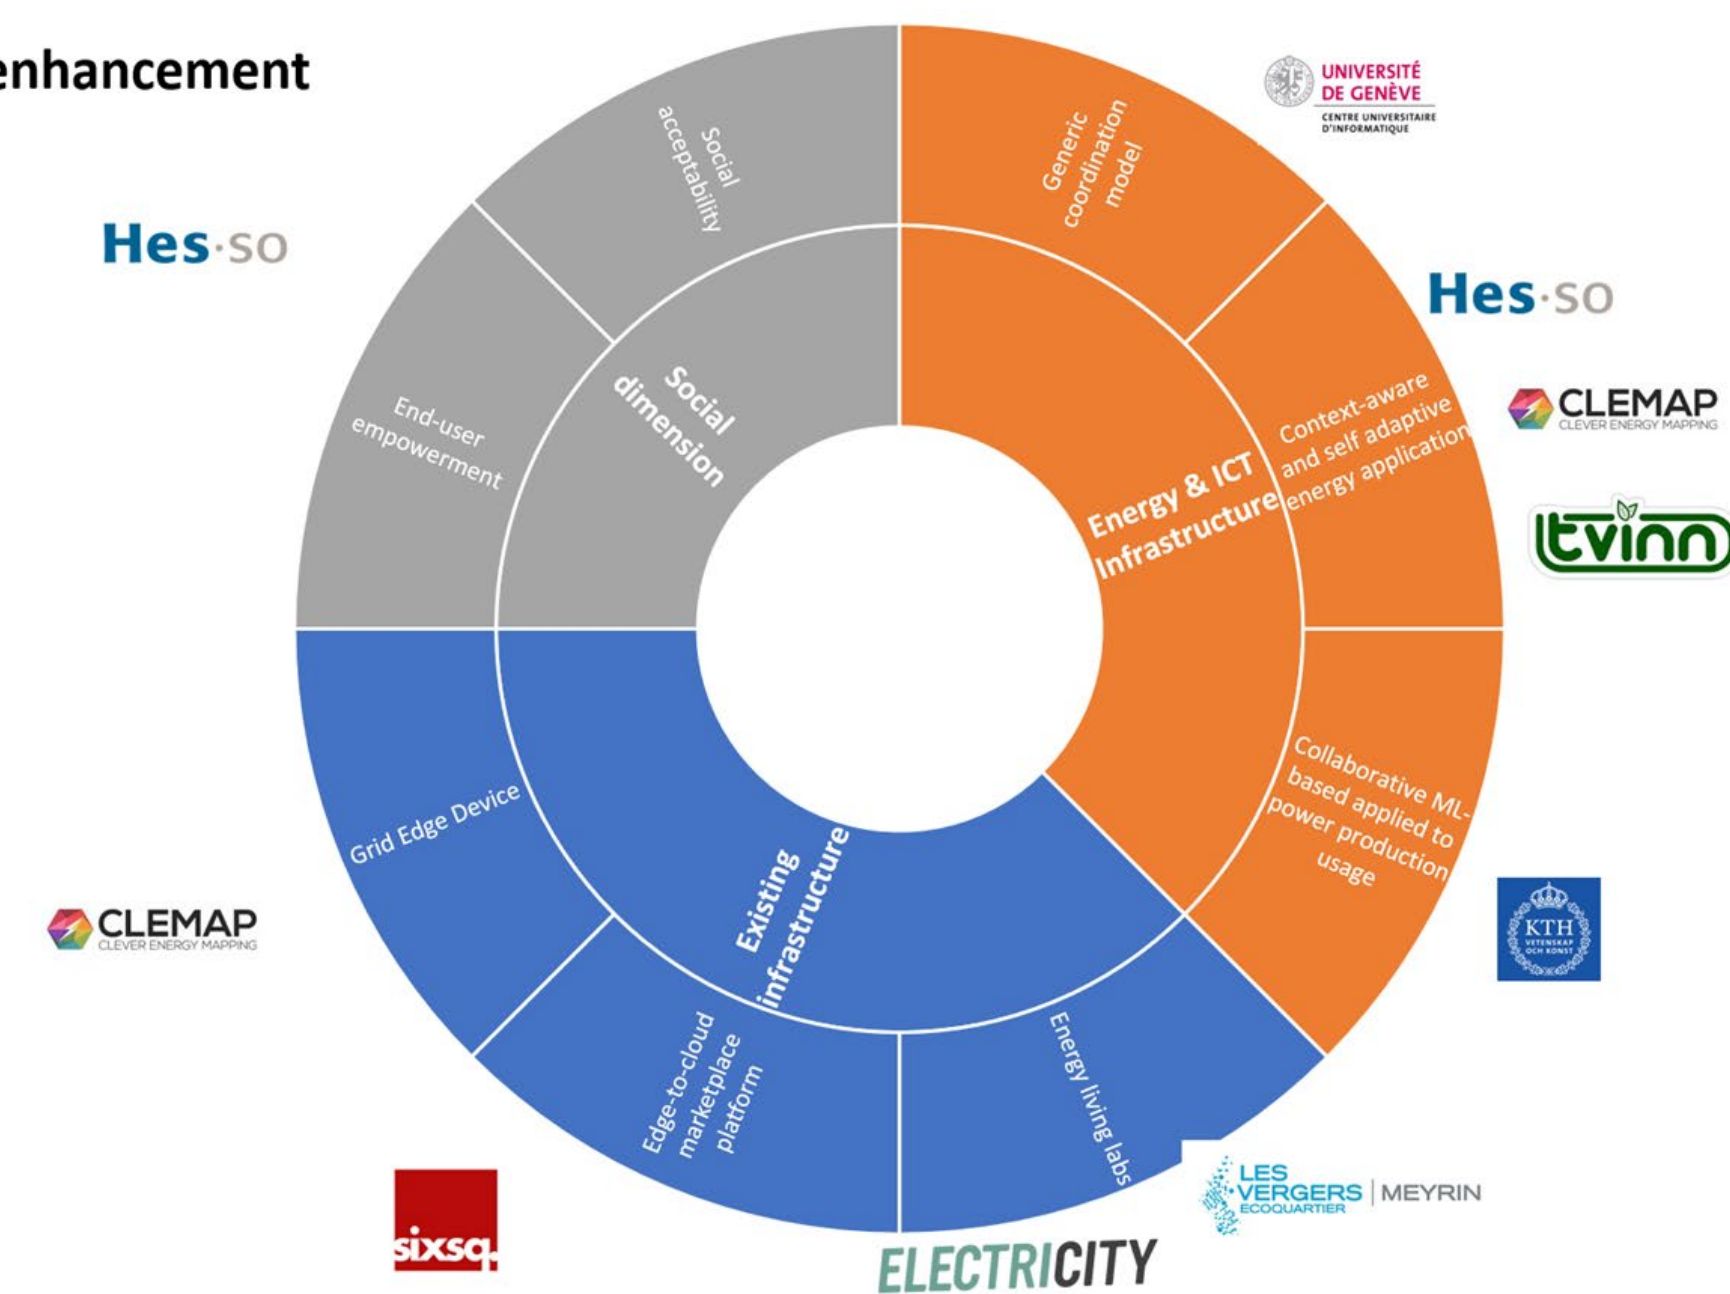 enhancement
UNIVERSITÉ
DE GENÈVE
CENTRE UNIVERSITAIRE
D'INFORMATIQUE
Hes·so
Hes·so
CLEMAP
CLEVER ENERGY MAPPING
tvinn
KTH
VETENSKAP
OCH KONST
LES
VERGERS
ECOQUARTIER
MEYRIN
ELECTRICITY
sixsq.
CLEMAP
CLEVER ENERGY MAPPING
Social
acceptability
Generic
coordination
model
End-user
empowerment
Social
dimension
Energy & ICT
Infrastructure
Context-aware
and self adaptive
energy application
Collaborative ML-
based applied to
power production
usage
Grid Edge Device
Existing
infrastructure
Edge-to-cloud
marketplace
platform
Energy living labs